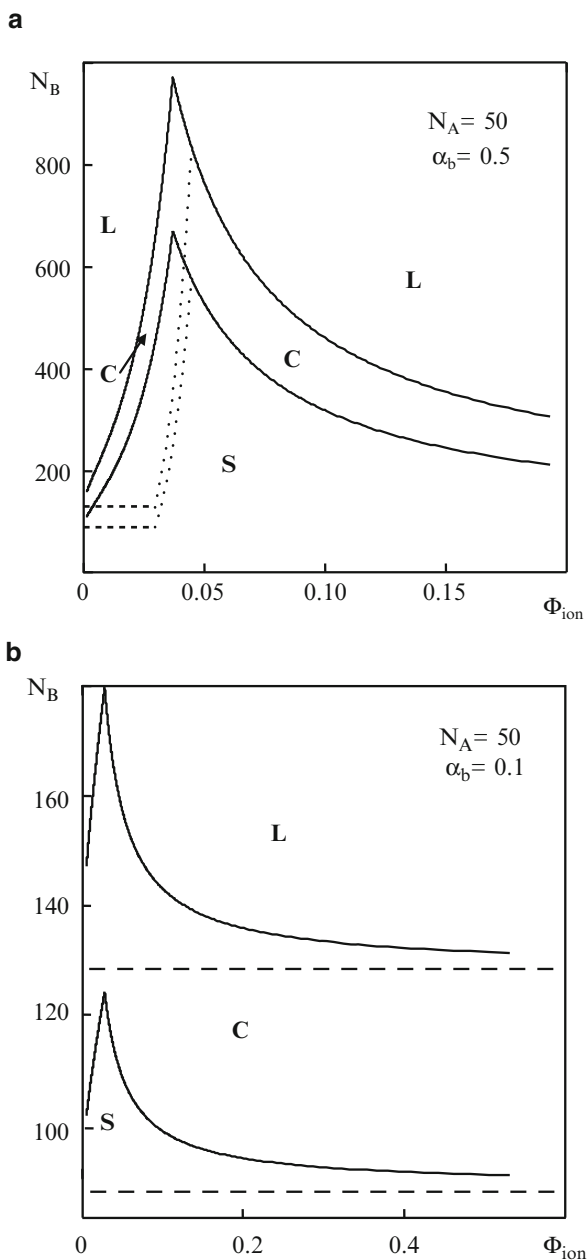 a
N_B
N_A= 50
α_b= 0.5
800
L
600
L
C
C
400
S
200
0
0.05
0.10
0.15
Φ_ion
b
N_B
N_A= 50
α_b= 0.1
160
L
140
120
C
S
100
0
0.2
0.4
Φ_ion